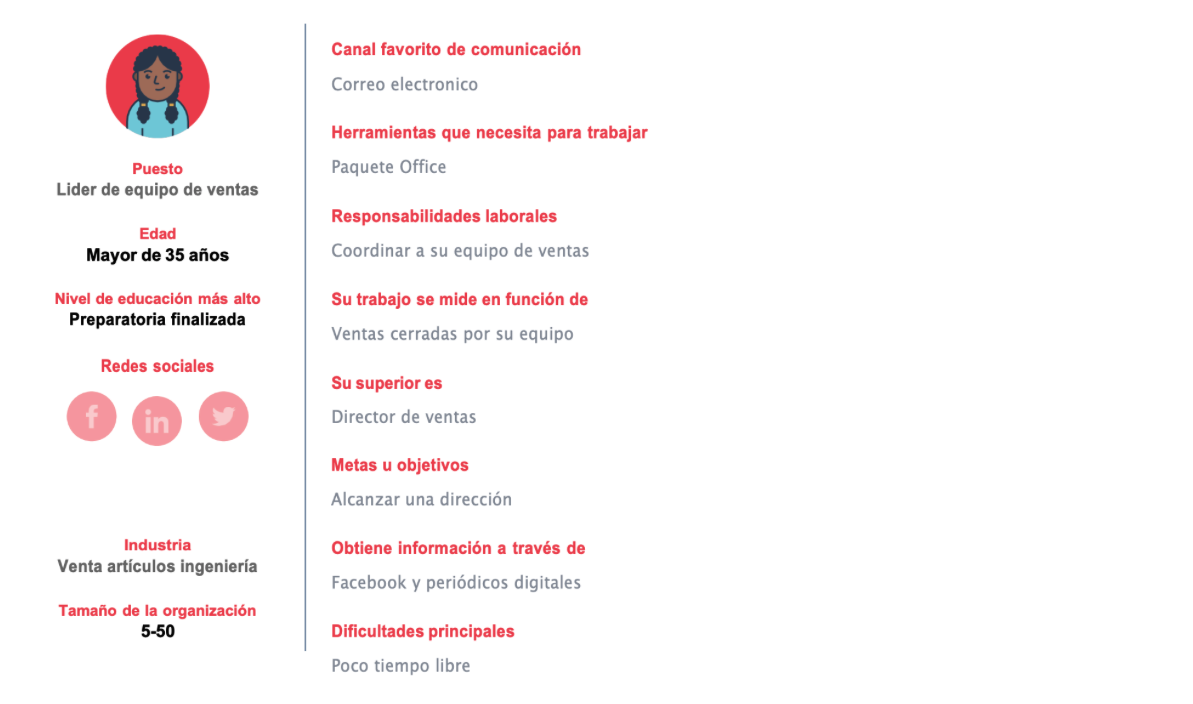 Puesto
Lider de equipo de ventas
Edad
Mayor de 35 años
Nivel de educación más alto
Preparatoria finalizada
Redes sociales
f
in
Industria
Venta artículos ingeniería
Tamaño de la organización
5-50
Canal favorito de comunicación
Correo electronico
Herramientas que necesita para trabajar
Paquete Office
Responsabilidades laborales
Coordinar a su equipo de ventas
Su trabajo se mide en función de
Ventas cerradas por su equipo
Su superior es
Director de ventas
Metas u objetivos
Alcanzar una dirección
Obtiene información a través de
Facebook y periódicos digitales
Dificultades principales
Poco tiempo libre